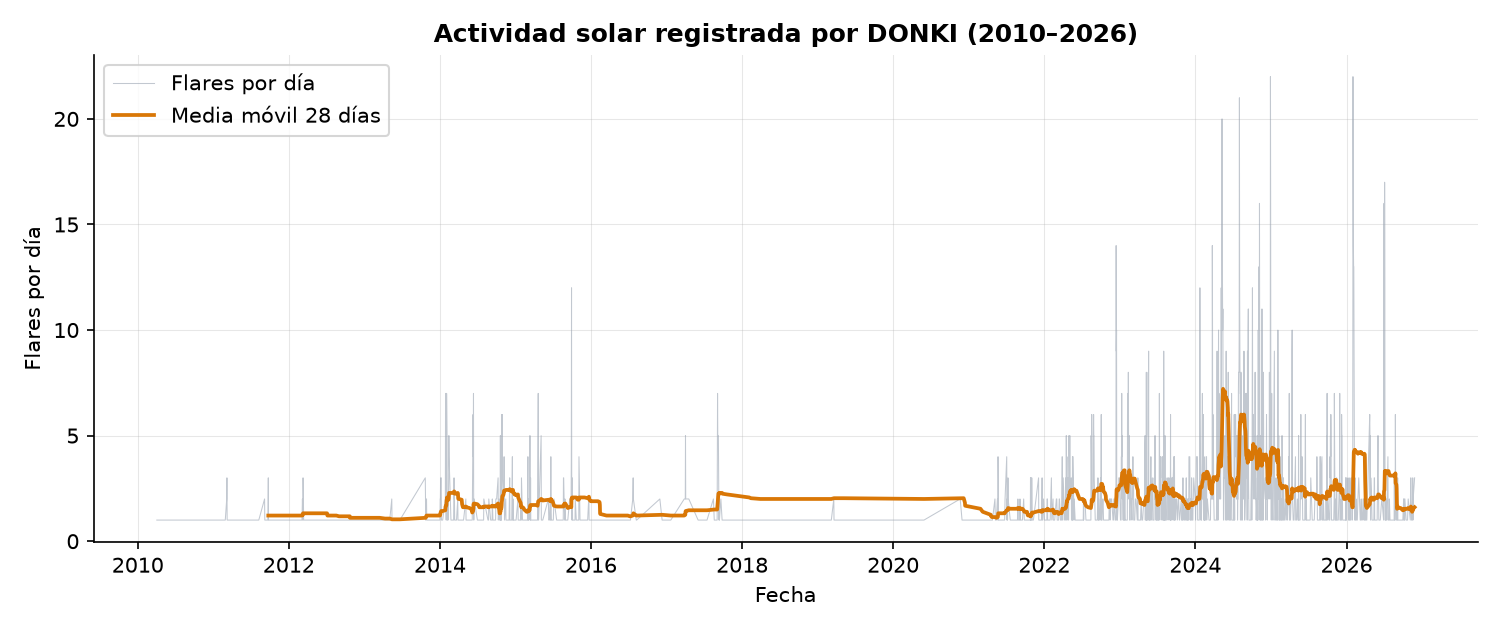 Actividad solar registrada por DONKI (2010–2026)
Flares por día
Media móvil 28 días
Flares por día
20
15
10
5
0
2010 2012 2014 2016 2018 2020 2022 2024 2026
Fecha